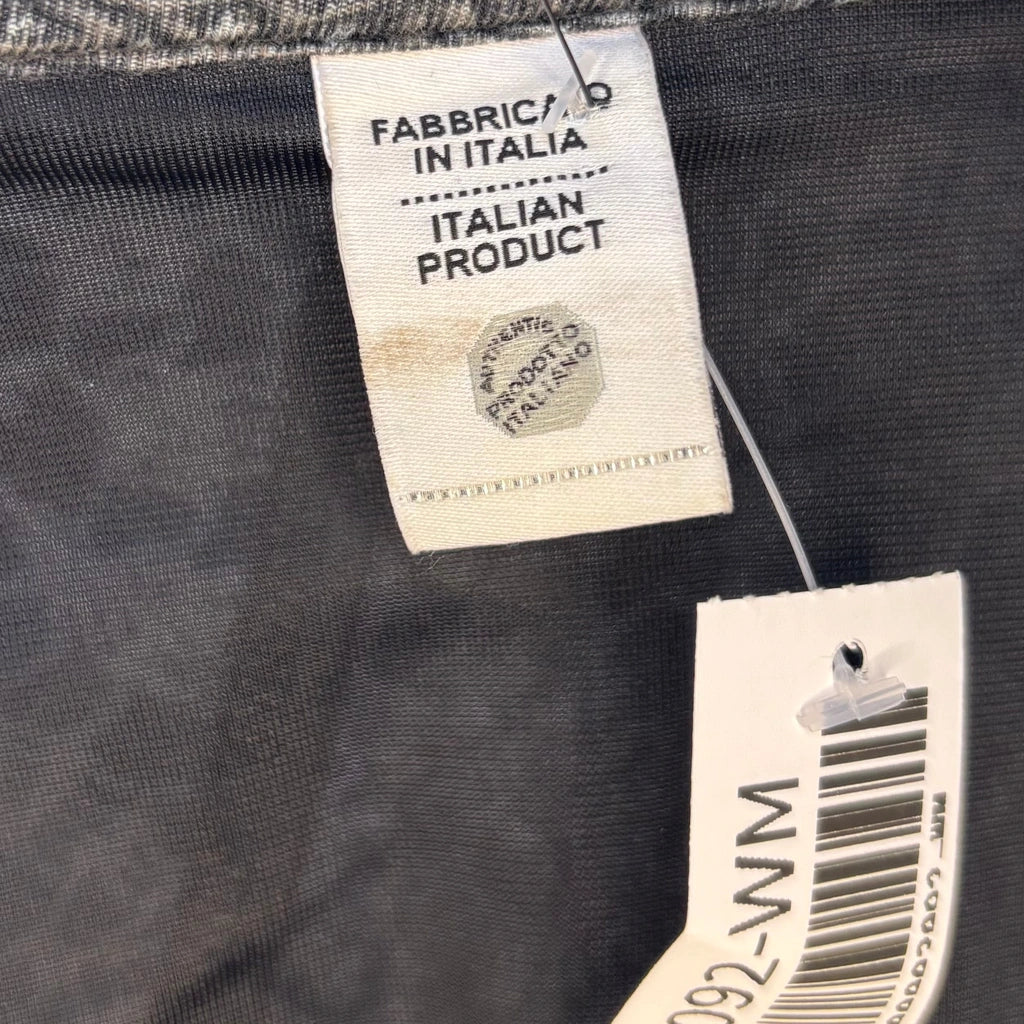 FABBRICATO
IN ITALIA
ITALIAN
PRODUCT
AUTHENTIC
PRODOTTO
ITALIANO
092-WM